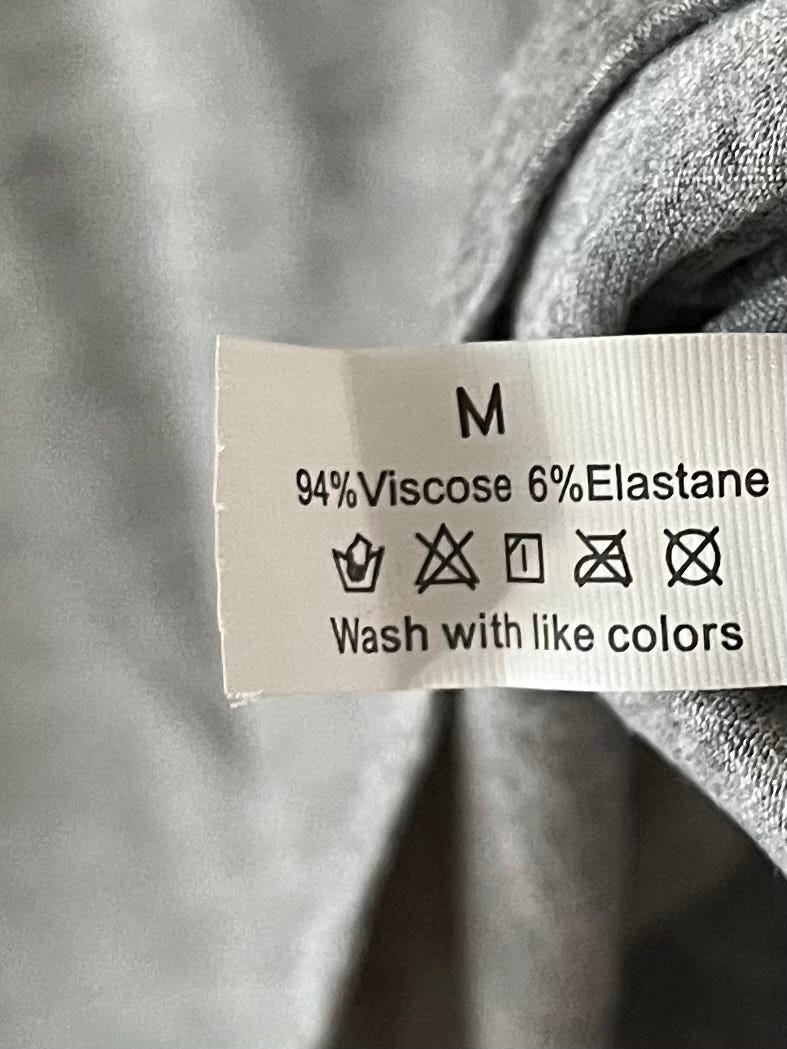 M
94%Viscose 6%Elastane
Wash with like colors